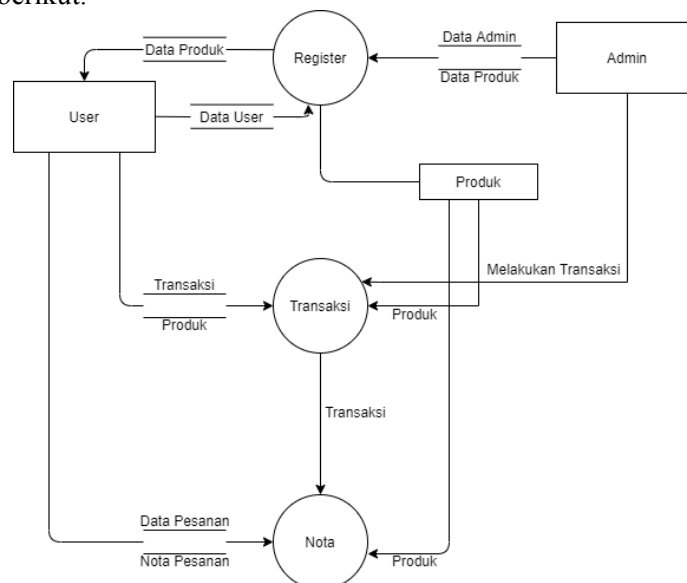 berikut.
Data Produk
Register
Data Admin
Data Produk
Admin
User
Data User
Produk
Melakukan Transaksi
Transaksi
Produk
Transaksi
Produk
Transaksi
Data Pesanan
Nota Pesanan
Nota
Produk